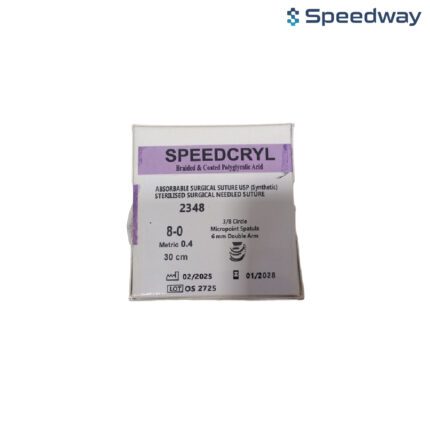 Speedway
SPEEDCRYL
Braided & Coated Polyglycolic Acid
ABSORBABLE SURGICAL SUTURE USP (Synthetic)
STERILISED SURGICAL NEEDLED SUTURE
2348
8-0
Metric 0.4
30 cm
3/8 Circle
Micropoint Spatula
6 mm Double Arm
02/2025
01/2028
LOT OS 2725